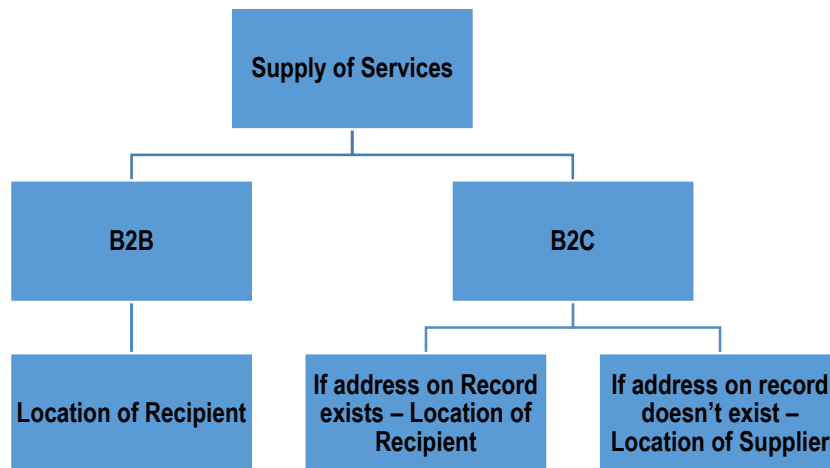 Supply of Services
B2B
B2C
Location of Recipient
If address on Record
exists – Location of
Recipient
If address on record
doesn’t exist –
Location of Supplier